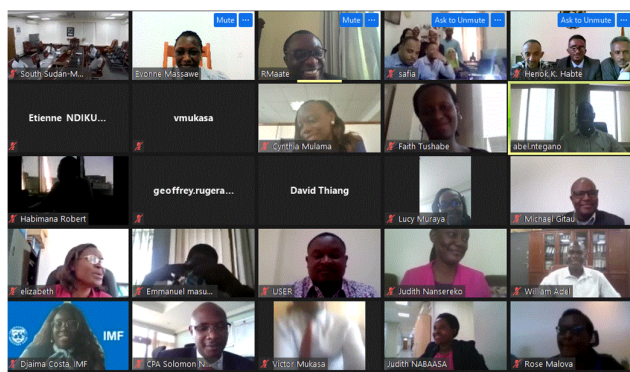 Mute ...
Mute ...
Ask to Unmute ...
Ask to Unmute ...
South Sudan-M...
Evonne Massawe
RMaate
safia
Henok K. Habte
Etienne NDIKU...
vmukasa
Cynthia Mulama
Faith Tushabe
abel.ntegano
Habimana Robert
geoffrey.rugera...
David Thiang
Lucy Muraya
Michael Gitau
elizabeth
Emmanuel masu...
USER
Judith Nansereko
William Adel
IMF
Djaima Costa, IMF
CPA Solomon N...
Victor Mukasa
Judith NABAASA
Rose Malova